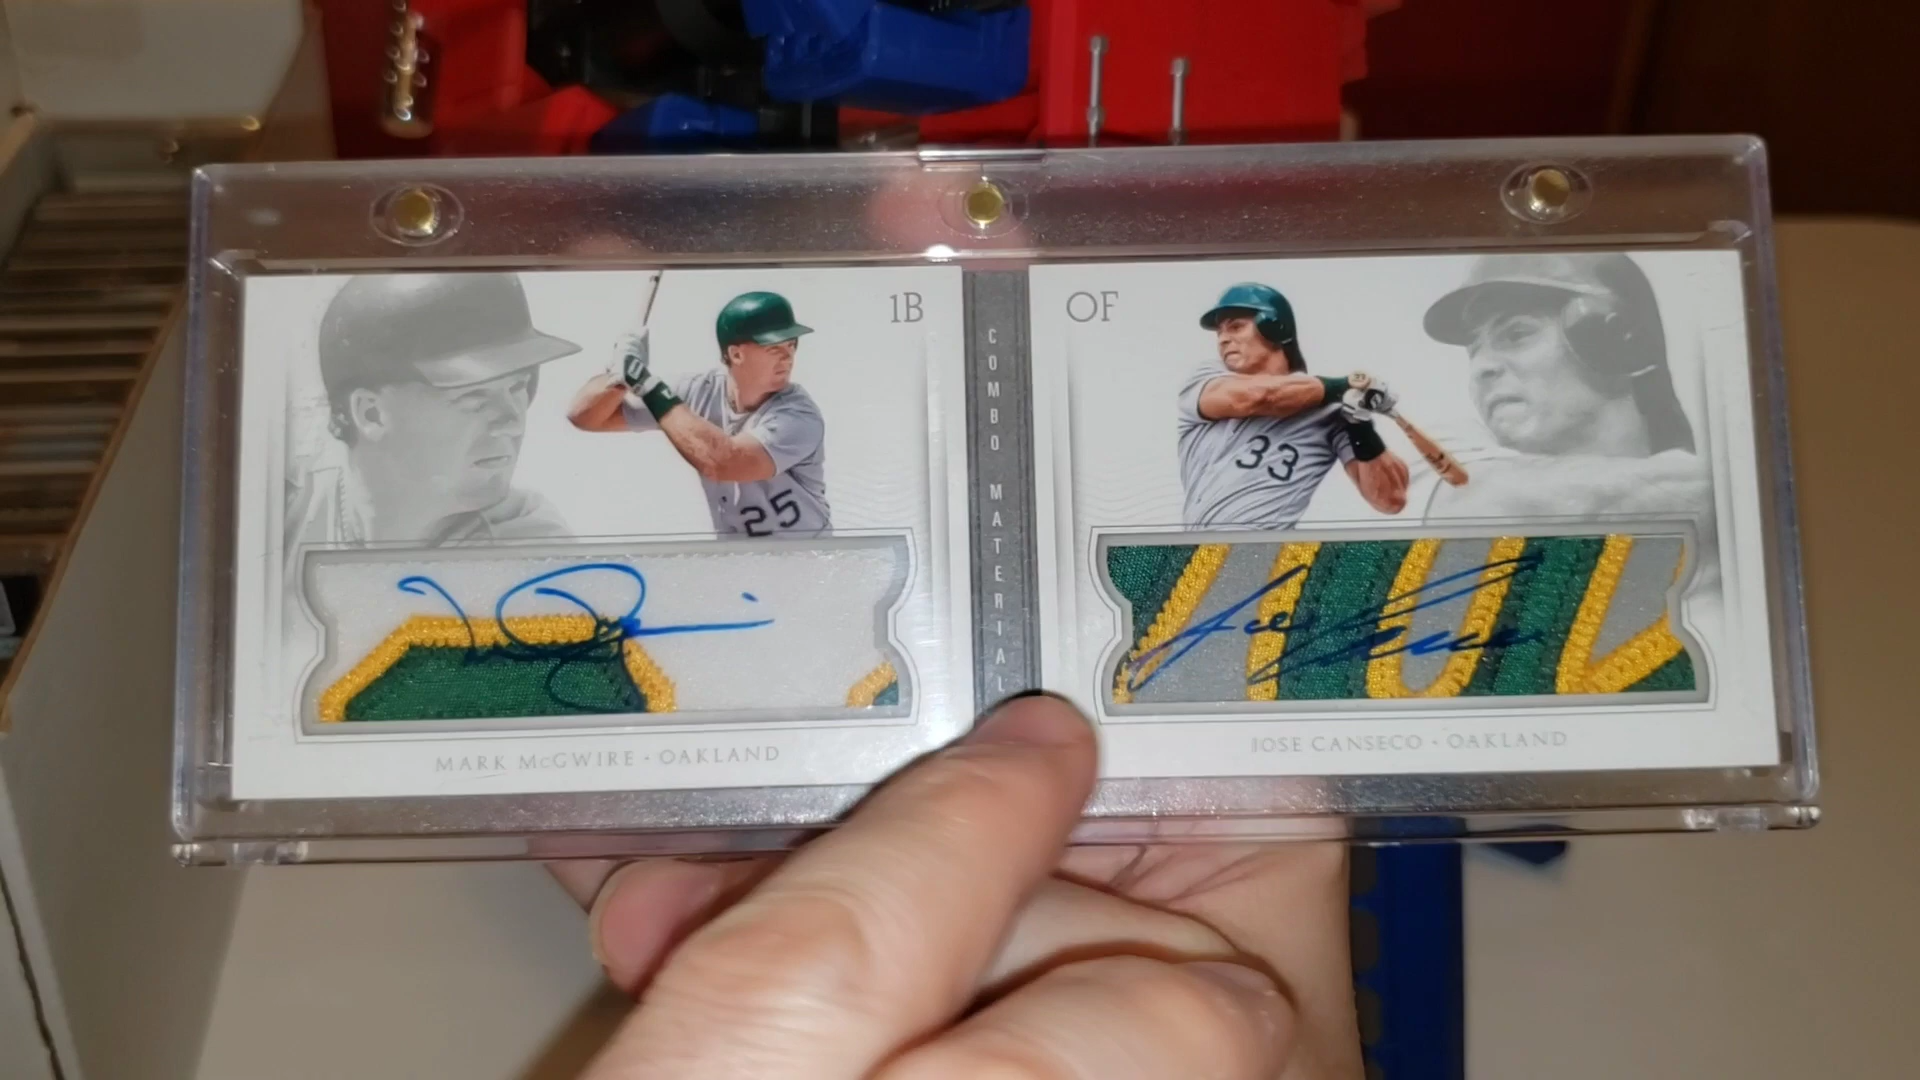 1B
25
MARK McGWIRE • OAKLAND
COMBO MATERIAL
OF
33
JOSE CANSECO • OAKLAND